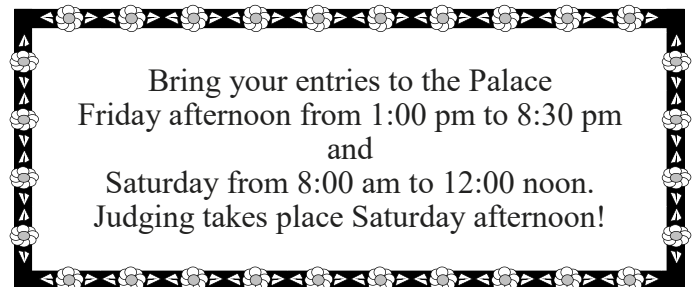 Bring your entries to the Palace
Friday afternoon from 1:00 pm to 8:30 pm
and
Saturday from 8:00 am to 12:00 noon.
Judging takes place Saturday afternoon!